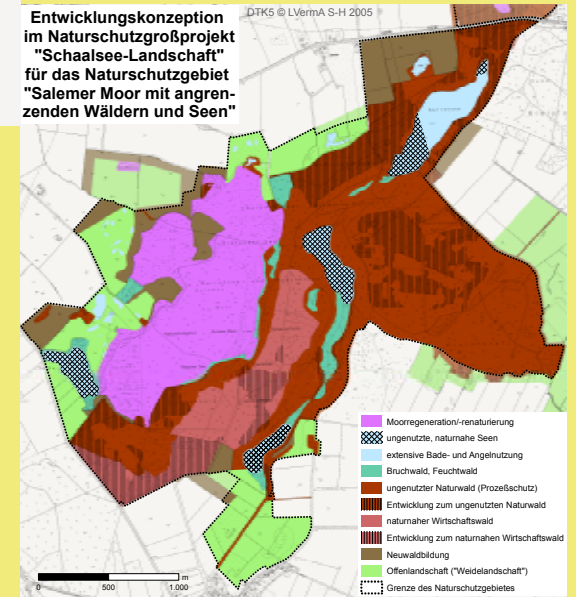 Entwicklungskonzeption
im Naturschutzgroßprojekt
"Schaalsee-Landschaft"
für das Naturschutzgebiet
"Salemer Moor mit angren-
zenden Wäldern und Seen"
DTK5 © LVermA S-H 2005
Moorregeneration/-renaturierung
ungenutzte, naturnahe Seen
extensive Bade- und Angelnutzung
Bruchwald, Feuchtwald
ungenutzter Naturwald (Prozeßschutz)
Entwicklung zum ungenutzten Naturwald
naturnaher Wirtschaftswald
Entwicklung zum naturnahen Wirtschaftswald
Neuwaldbildung
Offenlandschaft ("Weidelandschaft")
Grenze des Naturschutzgebietes
m
0 500 1.000